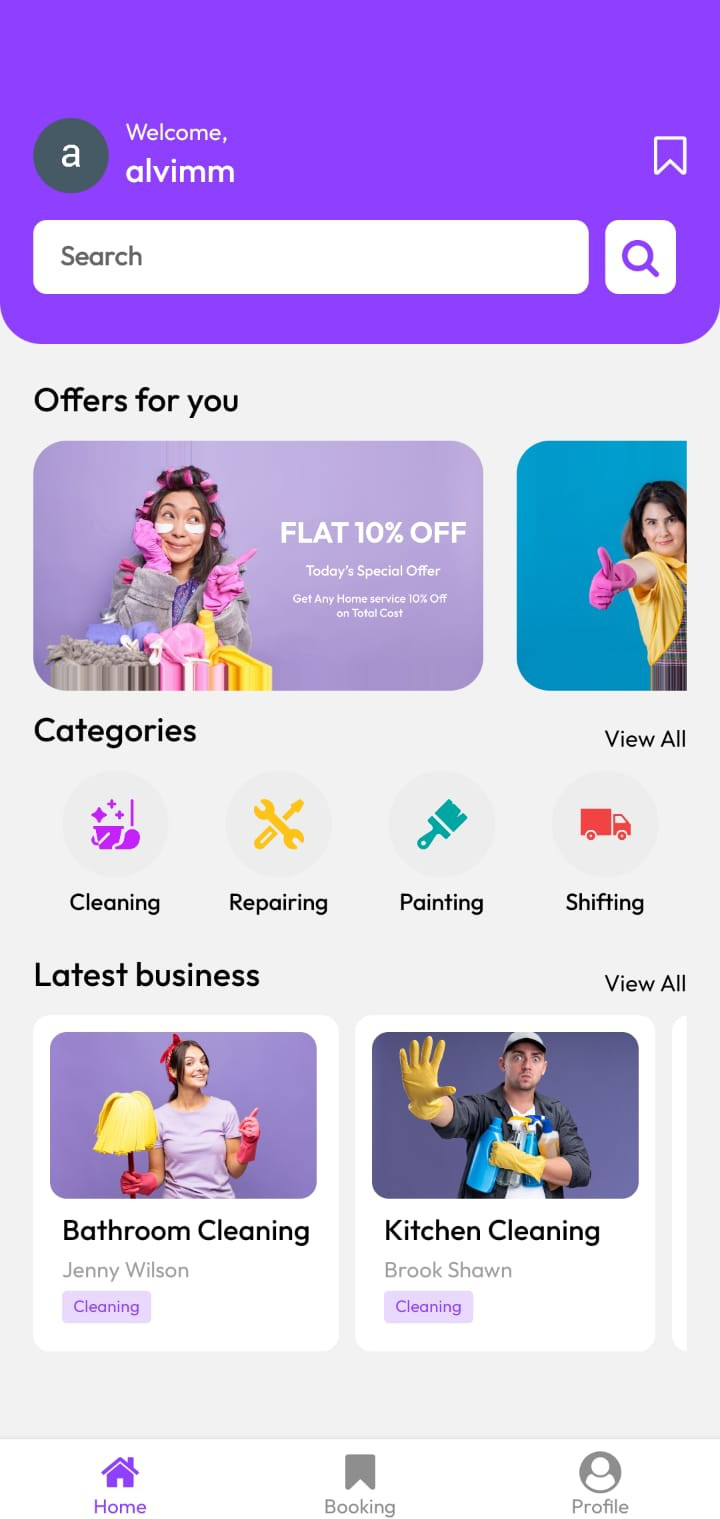 a
Welcome,
alvimm
Search
Offers for you
FLAT 10% OFF
Today's Special Offer
Get Any Home service 10% Off
on Total Cost
Categories
View All
Cleaning
Repairing
Painting
Shifting
Latest business
View All
Bathroom Cleaning
Jenny Wilson
Cleaning
Kitchen Cleaning
Brook Shawn
Cleaning
Home
Booking
Profile